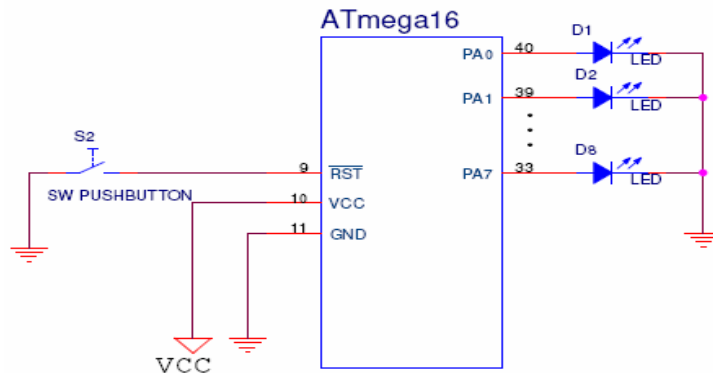 ATmega16
D1
PA0 40
LED
D2
PA1 39
LED
S2
SW PUSHBUTTON
9 RST
D8
PA7 33
LED
10 VCC
11 GND
VCC